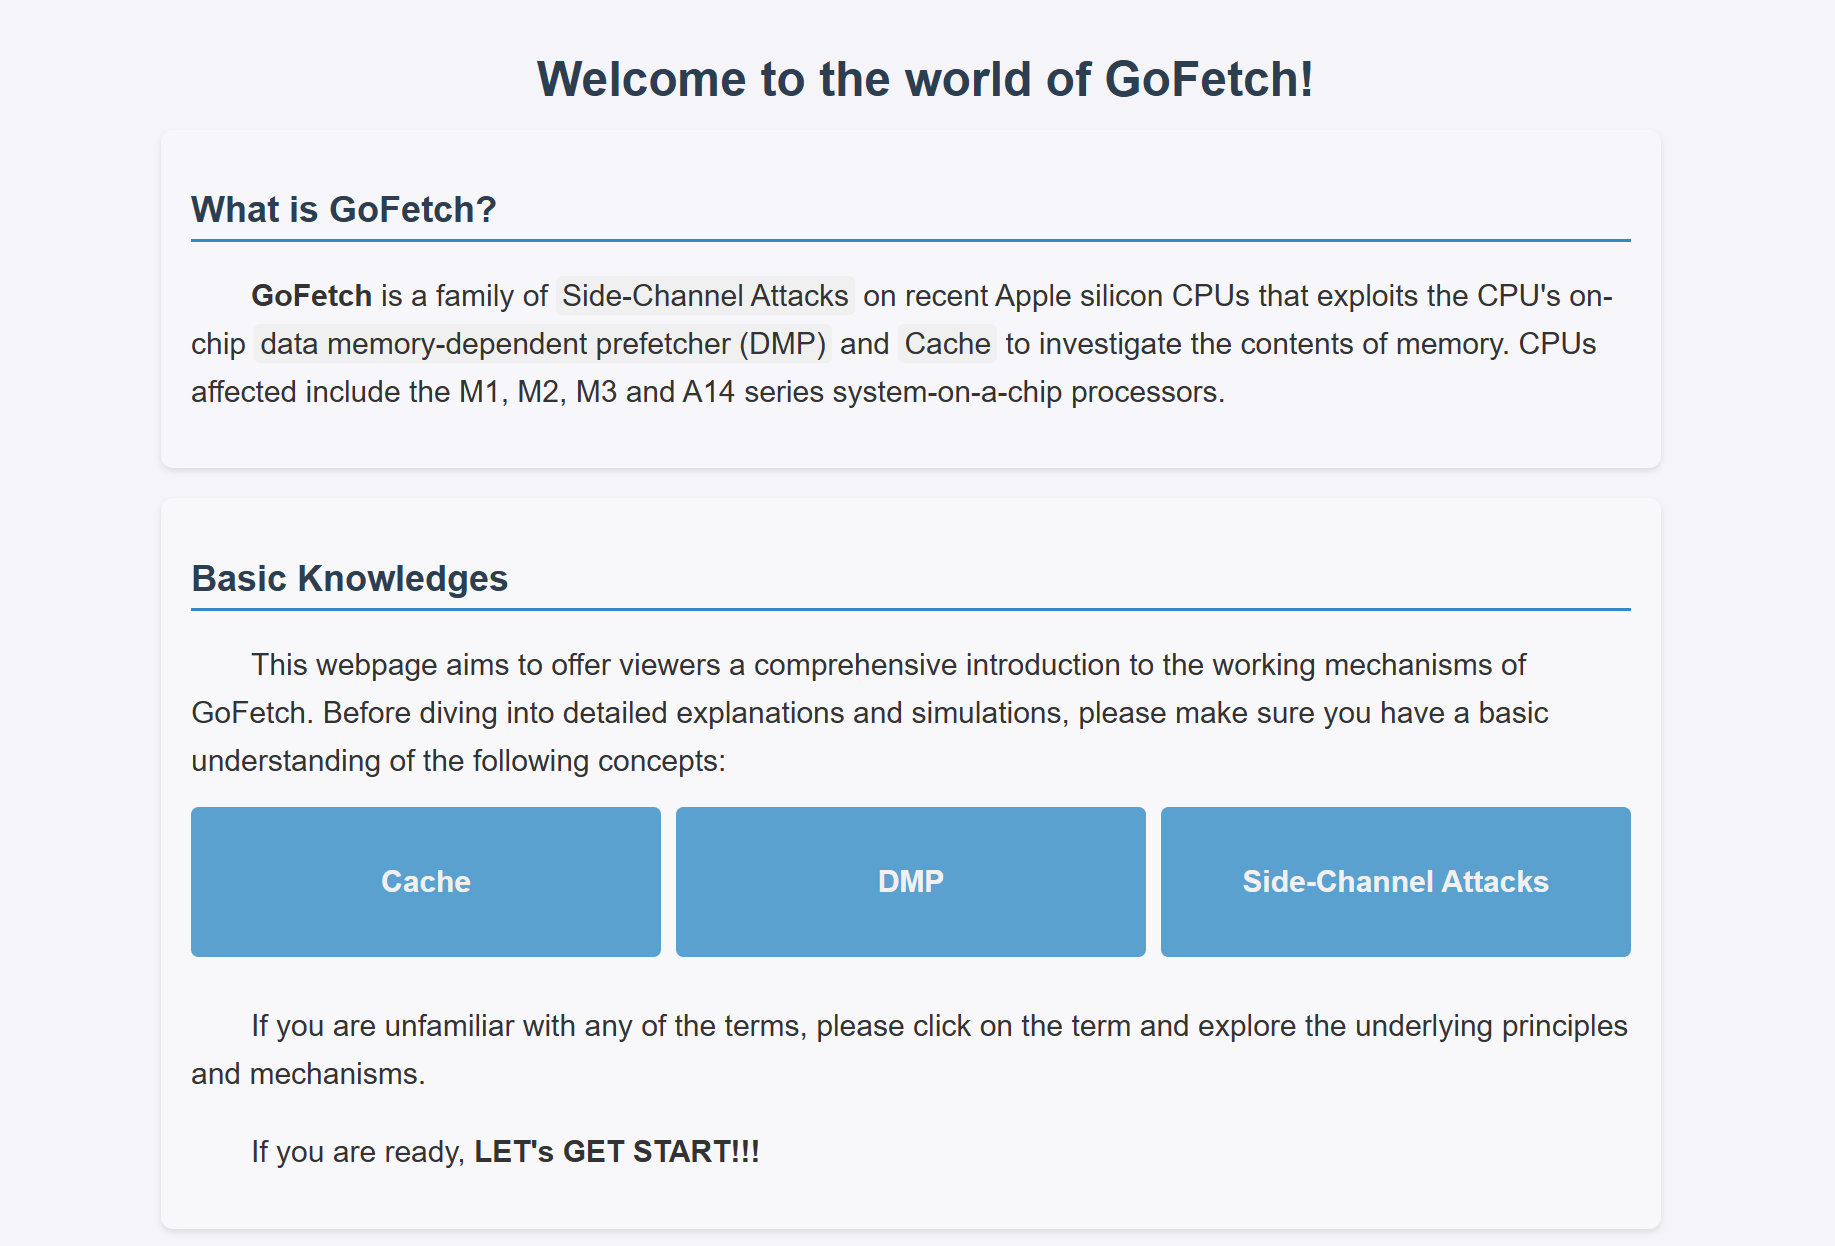 Welcome to the world of GoFetch!
What is GoFetch?
GoFetch is a family of Side-Channel Attacks on recent Apple silicon CPUs that exploits the CPU's on-
chip data memory-dependent prefetcher (DMP) and Cache to investigate the contents of memory. CPUs
affected include the M1, M2, M3 and A14 series system-on-a-chip processors.
Basic Knowledges
This webpage aims to offer viewers a comprehensive introduction to the working mechanisms of
GoFetch. Before diving into detailed explanations and simulations, please make sure you have a basic
understanding of the following concepts:
Cache
DMP
Side-Channel Attacks
If you are unfamiliar with any of the terms, please click on the term and explore the underlying principles
and mechanisms.
If you are ready, LET's GET START!!!